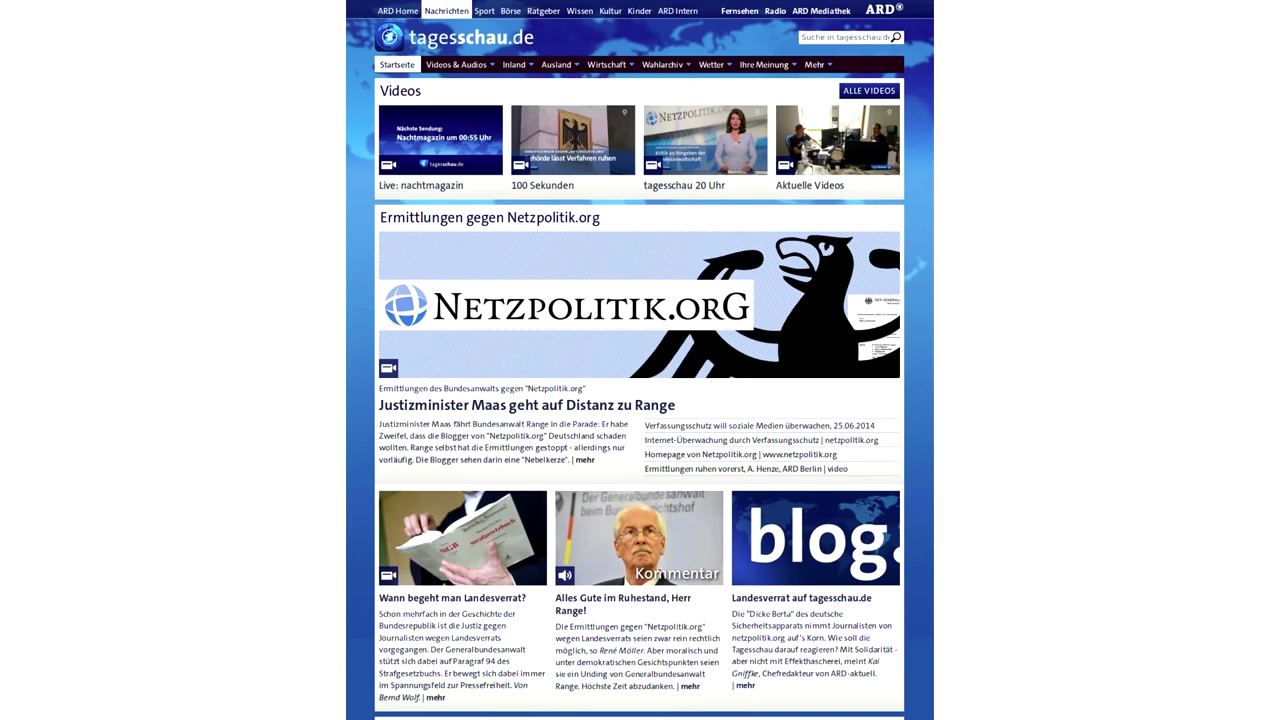 ARD Home Nachrichten Sport Börse Ratgeber Wissen Kultur Kinder ARD Intern Fernsehen Radio ARD Mediathek ARD
tagesschau.de
Suche in tagesschau.de
Startseite Videos & Audios Inland Ausland Wirtschaft Wahlarchiv Wetter Ihre Meinung Mehr
Videos
ALLE VIDEOS
Nächste Sendung:
Nachtmagazin um 00:55 Uhr
tagesschau.de
hörde lässt Verfahren ruhen
NETZPOLITIK
Kritik an Vorgehen der
Live: nachtmagazin
100 Sekunden
tagesschau 20 Uhr
Aktuelle Videos
Ermittlungen gegen Netzpolitik.org
NETZPOLITIK.ORG
DER GENERAL
Ermittlungen des Bundesanwalts gegen "Netzpolitik.org"
Justizminister Maas geht auf Distanz zu Range
Justizminister Maas fährt Bundesanwalt Range in die Parade: Er habe
Zweifel, dass die Blogger von "Netzpolitik.org" Deutschland schaden
wollten. Range selbst hat die Ermittlungen gestoppt - allerdings nur
vorläufig. Die Blogger sehen darin eine "Nebelkerze". | mehr
Verfassungsschutz will soziale Medien überwachen, 25.06.2014
Internet-Überwachung durch Verfassungsschutz | netzpolitik.org
Homepage von Netzpolitik.org | www.netzpolitik.org
Ermittlungen ruhen vorerst, A. Henze, ARD Berlin | video
StGB
Strafgesetzbuch
Wann begeht man Landesverrat?
Schon mehrfach in der Geschichte der
Bundesrepublik ist die Justiz gegen
Journalisten wegen Landesverrats
vorgegangen. Der Generalbundesanwalt
stützt sich dabei auf Paragraf 94 des
Strafgesetzbuchs. Er bewegt sich dabei immer
im Spannungsfeld zur Pressefreiheit. Von
Bernd Wolf. | mehr
Der Generalbundesanwalt
beim Bundesgerichtshof
Kommentar
Alles Gute im Ruhestand, Herr
Range!
Die Ermittlungen gegen "Netzpolitik.org"
wegen Landesverrats seien zwar rein rechtlich
möglich, so René Möller. Aber moralisch und
unter demokratischen Gesichtspunkten seien
sie ein Unding von Generalbundesanwalt
Range. Höchste Zeit abzudanken. | mehr
blog.
Landesverrat auf tagesschau.de
Die "Dicke Berta" des deutsche
Sicherheitsapparats nimmt Journalisten von
netzpolitik.org auf's Korn. Wie soll die
Tagesschau darauf reagieren? Mit Solidarität -
aber nicht mit Effekthascherei, meint Kai
Gniffke, Chefredakteur von ARD-aktuell.
| mehr